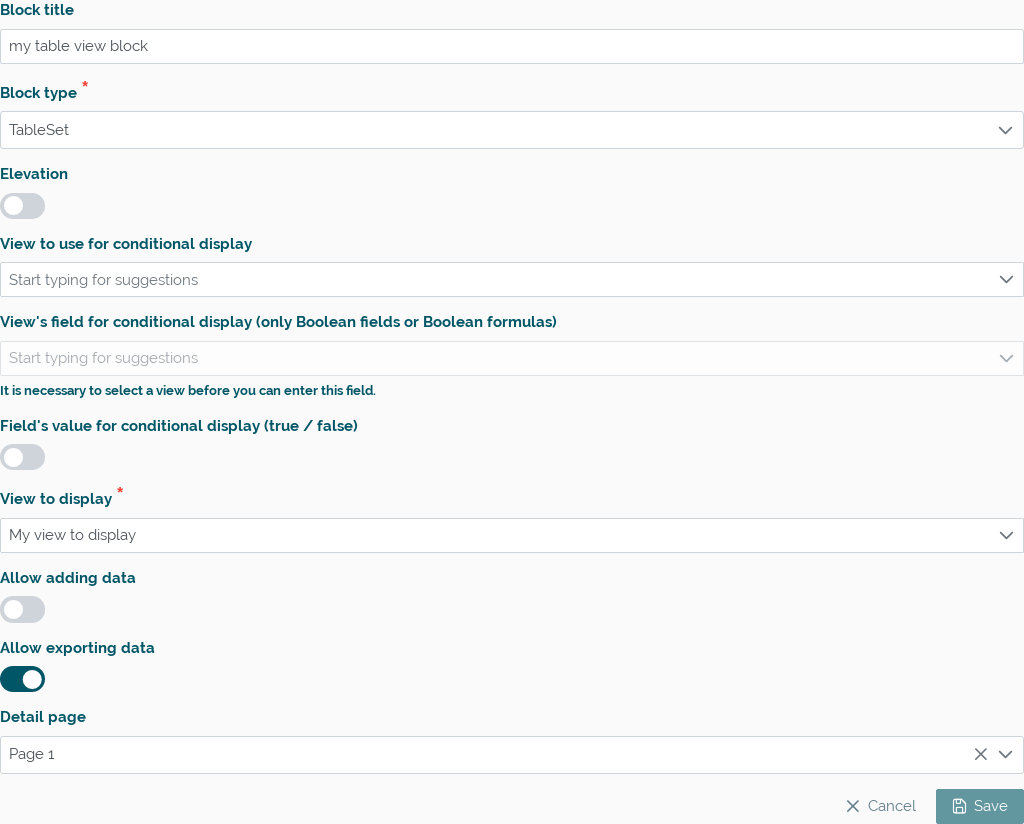 Block title
my table view block
Block type *
TableSet
Elevation
View to use for conditional display
Start typing for suggestions
View's field for conditional display (only Boolean fields or Boolean formulas)
Start typing for suggestions
It is necessary to select a view before you can enter this field.
Field's value for conditional display (true / false)
View to display *
My view to display
Allow adding data
Allow exporting data
Detail page
Page 1
Cancel Save